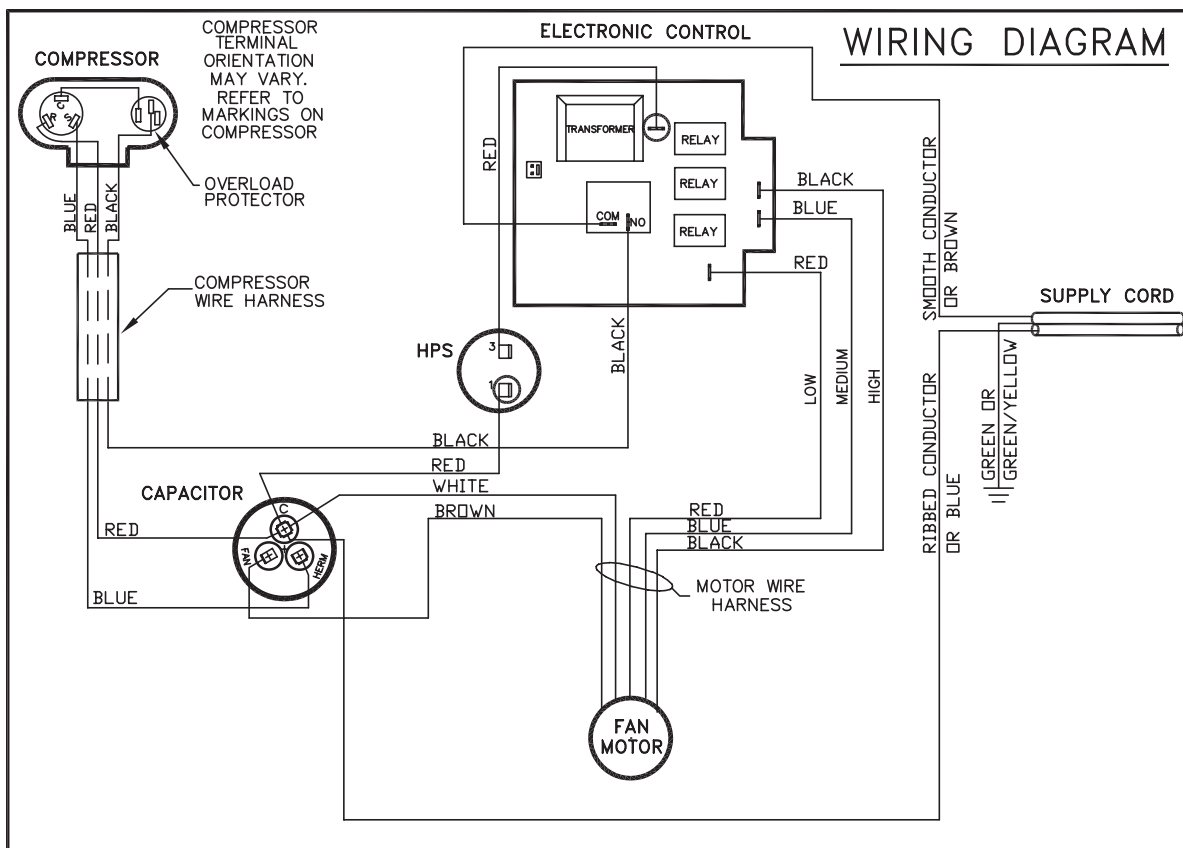 WIRING DIAGRAM
ELECTRONIC CONTROL
COMPRESSOR
COMPRESSOR
TERMINAL
ORIENTATION
MAY VARY.
REFER TO
MARKINGS ON
COMPRESSOR
C
R
S
OVERLOAD
PROTECTOR
BLUE
RED
BLACK
COMPRESSOR
WIRE HARNESS
RED
TRANSFORMER
RELAY
RELAY
RELAY
COM
NO
BLACK
BLUE
RED
BLACK
LOW
MEDIUM
HIGH
HPS
3
1
SMOOTH CONDUCTOR
OR BROWN
SUPPLY CORD
GREEN OR
GREEN/YELLOW
RIBBED CONDUCTOR
OR BLUE
BLACK
RED
WHITE
BROWN
CAPACITOR
C
FAN
HERM
RED
BLUE
RED
BLUE
BLACK
MOTOR WIRE
HARNESS
FAN
MOTOR